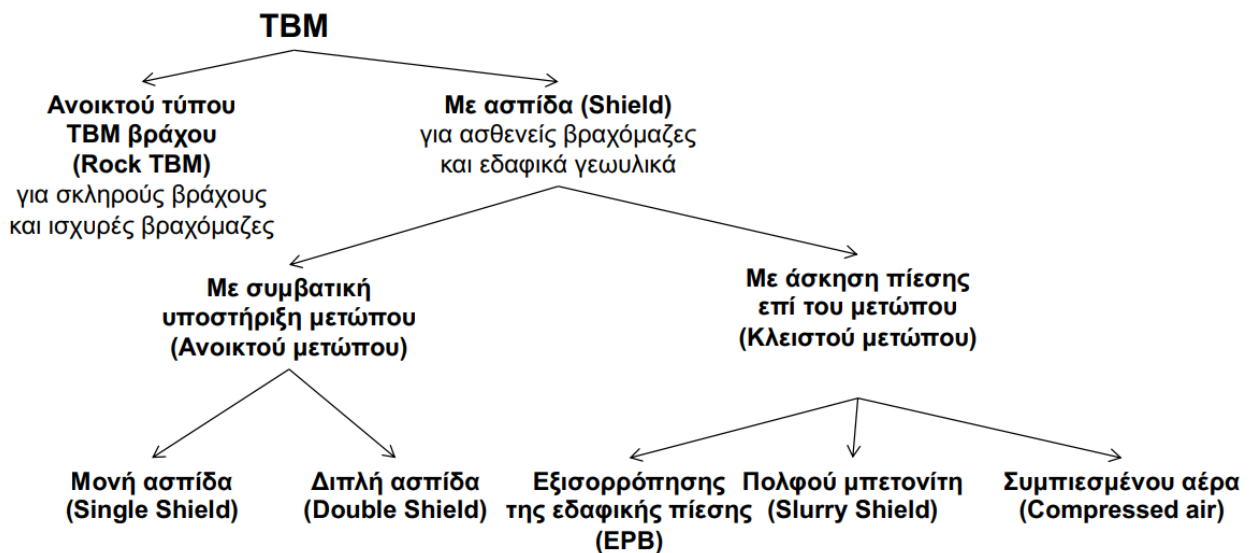 TBM
Ανοικτού τύπου
TBM βράχου
(Rock TBM)
για σκληρούς βράχους
και ισχυρές βραχόμαζες
Με ασπίδα (Shield)
για ασθενείς βραχόμαζες
και εδαφικά γεωυλικά
Με συμβατική
υποστήριξη μετώπου
(Ανοικτού μετώπου)
Με άσκηση πίεσης
επί του μετώπου
(Κλειστού μετώπου)
Μονή ασπίδα
(Single Shield)
Διπλή ασπίδα
(Double Shield)
Εξισορρόπησης
της εδαφικής πίεσης
(EPB)
Πολφού μπετονίτη
(Slurry Shield)
Συμπιεσμένου αέρα
(Compressed air)